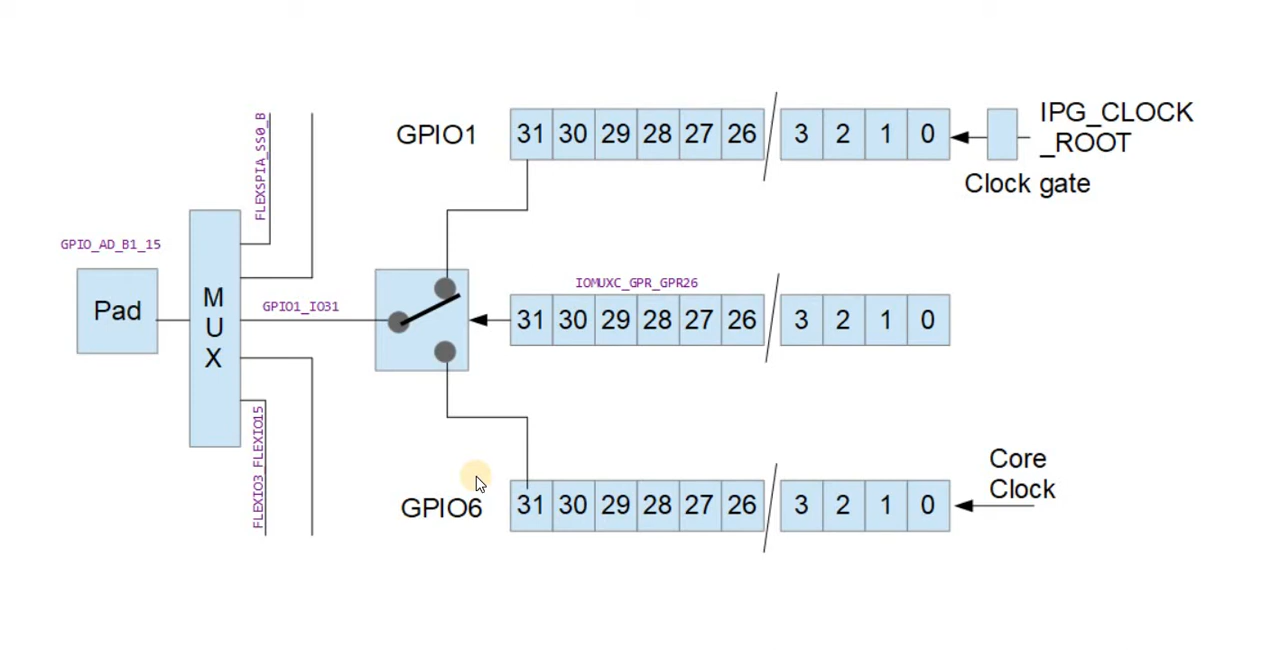 FLEXSPIA_SS0_B
GPIO1
31 30 29 28 27 26 3 2 1 0
IPG_CLOCK
_ROOT
Clock gate
GPIO_AD_B1_15
Pad
M
U
X
GPIO1_IO31
IOMUXC_GPR_GPR26
31 30 29 28 27 26 3 2 1 0
FLEXIO3_FLEXIO15
Core
Clock
GPIO6
31 30 29 28 27 26 3 2 1 0